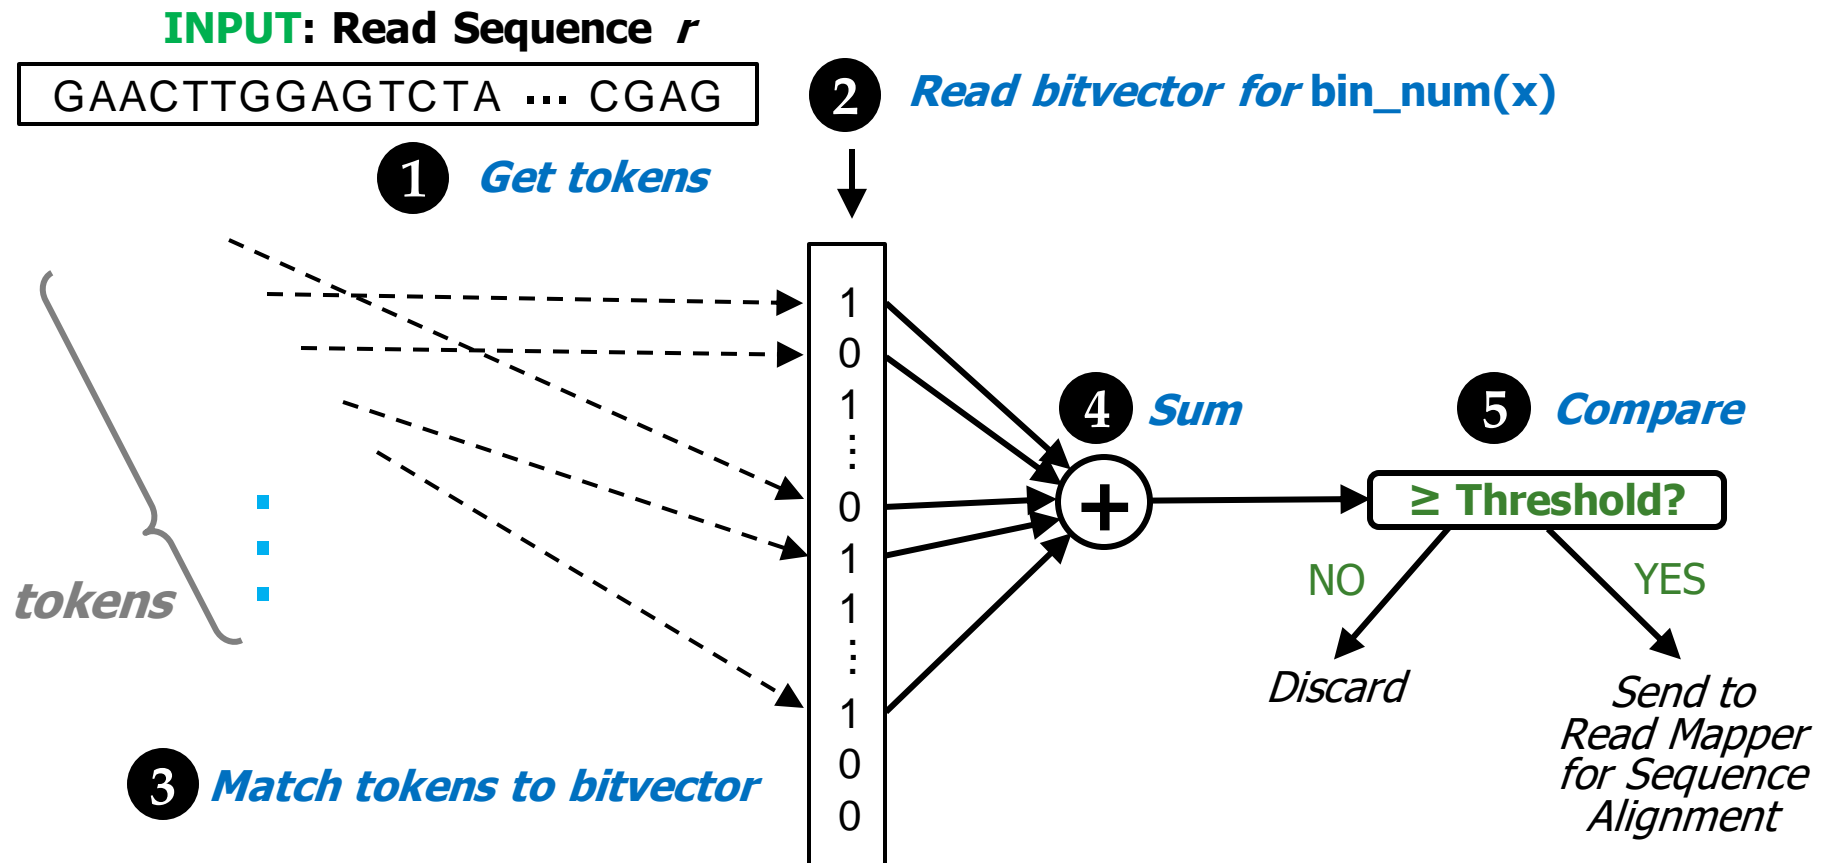 INPUT: Read Sequence r
GAACTTGGAGTCTA ... CGAG
2 Read bitvector for bin_num(x)
1 Get tokens
1
0
1
⋮
0
1
1
⋮
1
0
0
tokens
3 Match tokens to bitvector
4 Sum
+
5 Compare
≥ Threshold?
NO
YES
Discard
Send to
Read Mapper
for Sequence
Alignment